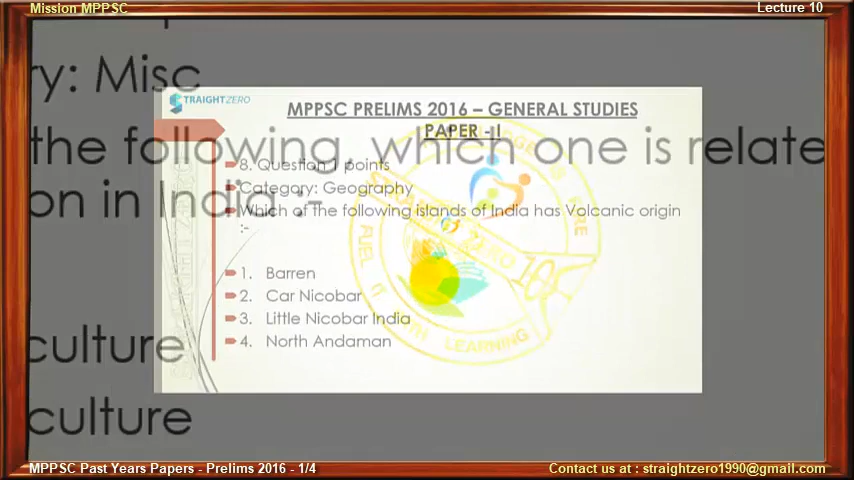 Mission MPPSC
Lecture 10
ry: Misc
the following, which one is relate
on in India :-
culture
culture
STRAIGHTZERO
MPPSC PRELIMS 2016 – GENERAL STUDIES
PAPER -II
8. Question 1 points
Category: Geography
Which of the following islands of India has Volcanic origin
:-
1. Barren
2. Car Nicobar
3. Little Nicobar India
4. North Andaman
LEARNING
MPPSC Past Years Papers - Prelims 2016 - 1/4
Contact us at : straightzero1990@gmail.com